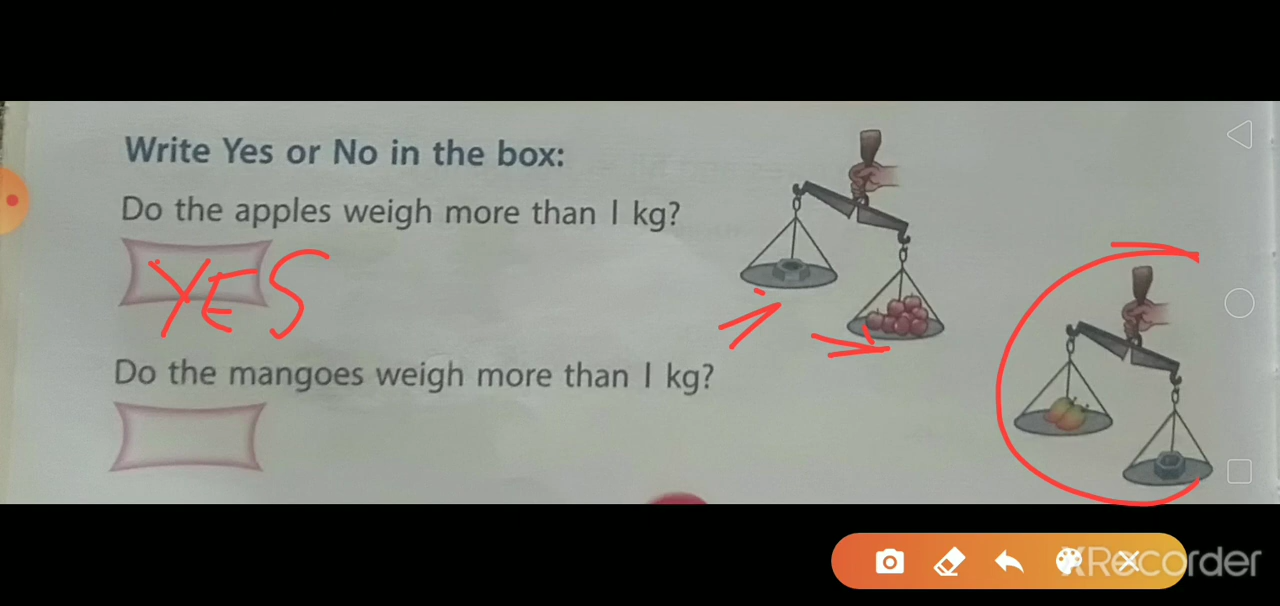 Write Yes or No in the box:
Do the apples weigh more than 1 kg?
YES
Do the mangoes weigh more than 1 kg?
XRecorder